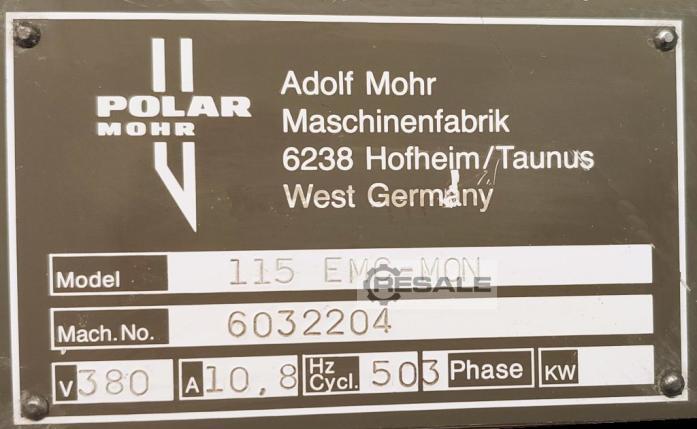 POLAR
MOHR
Adolf Mohr
Maschinenfabrik
6238 Hofheim/Taunus
West Germany
Model 115 EMC-MON
RESALE
Mach.No. 6032204
V 380 A 10,8 Hz Cycl. 50 3 Phase KW